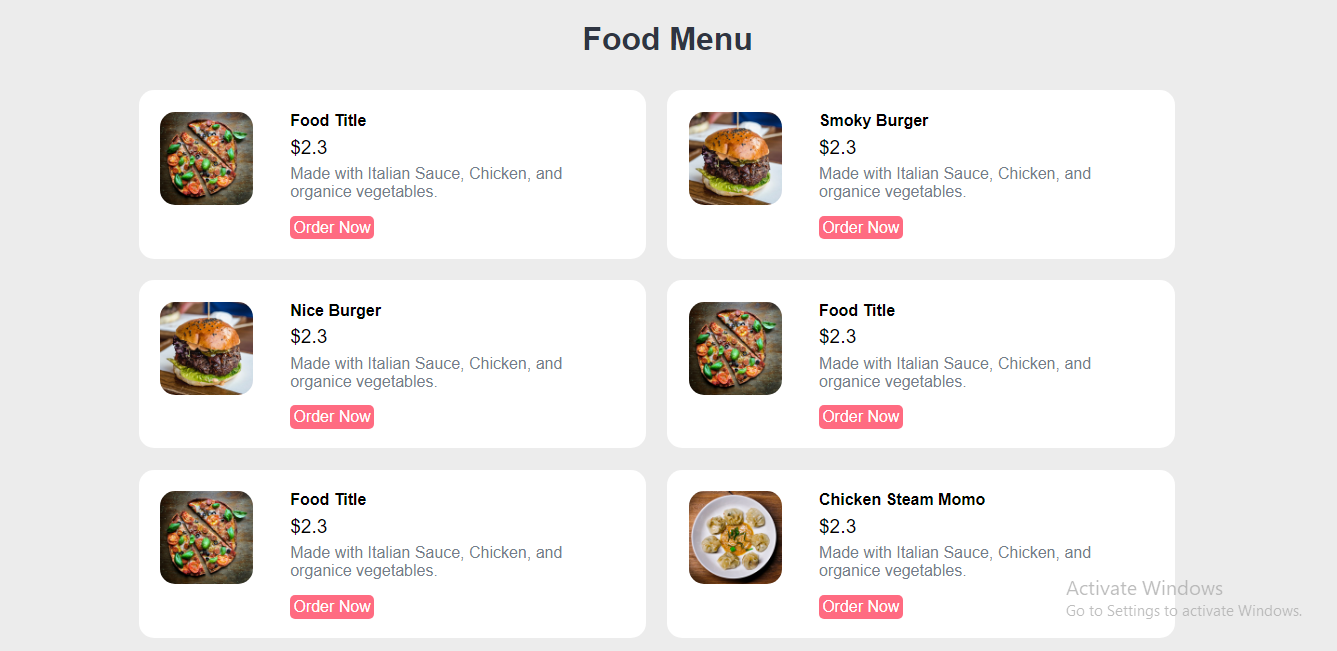 Food Menu
Food Title
$2.3
Made with Italian Sauce, Chicken, and
organice vegetables.
Order Now
Smoky Burger
$2.3
Made with Italian Sauce, Chicken, and
organice vegetables.
Order Now
Nice Burger
$2.3
Made with Italian Sauce, Chicken, and
organice vegetables.
Order Now
Food Title
$2.3
Made with Italian Sauce, Chicken, and
organice vegetables.
Order Now
Food Title
$2.3
Made with Italian Sauce, Chicken, and
organice vegetables.
Order Now
Chicken Steam Momo
$2.3
Made with Italian Sauce, Chicken, and
organice vegetables.
Order Now
Activate Windows
Go to Settings to activate Windows.